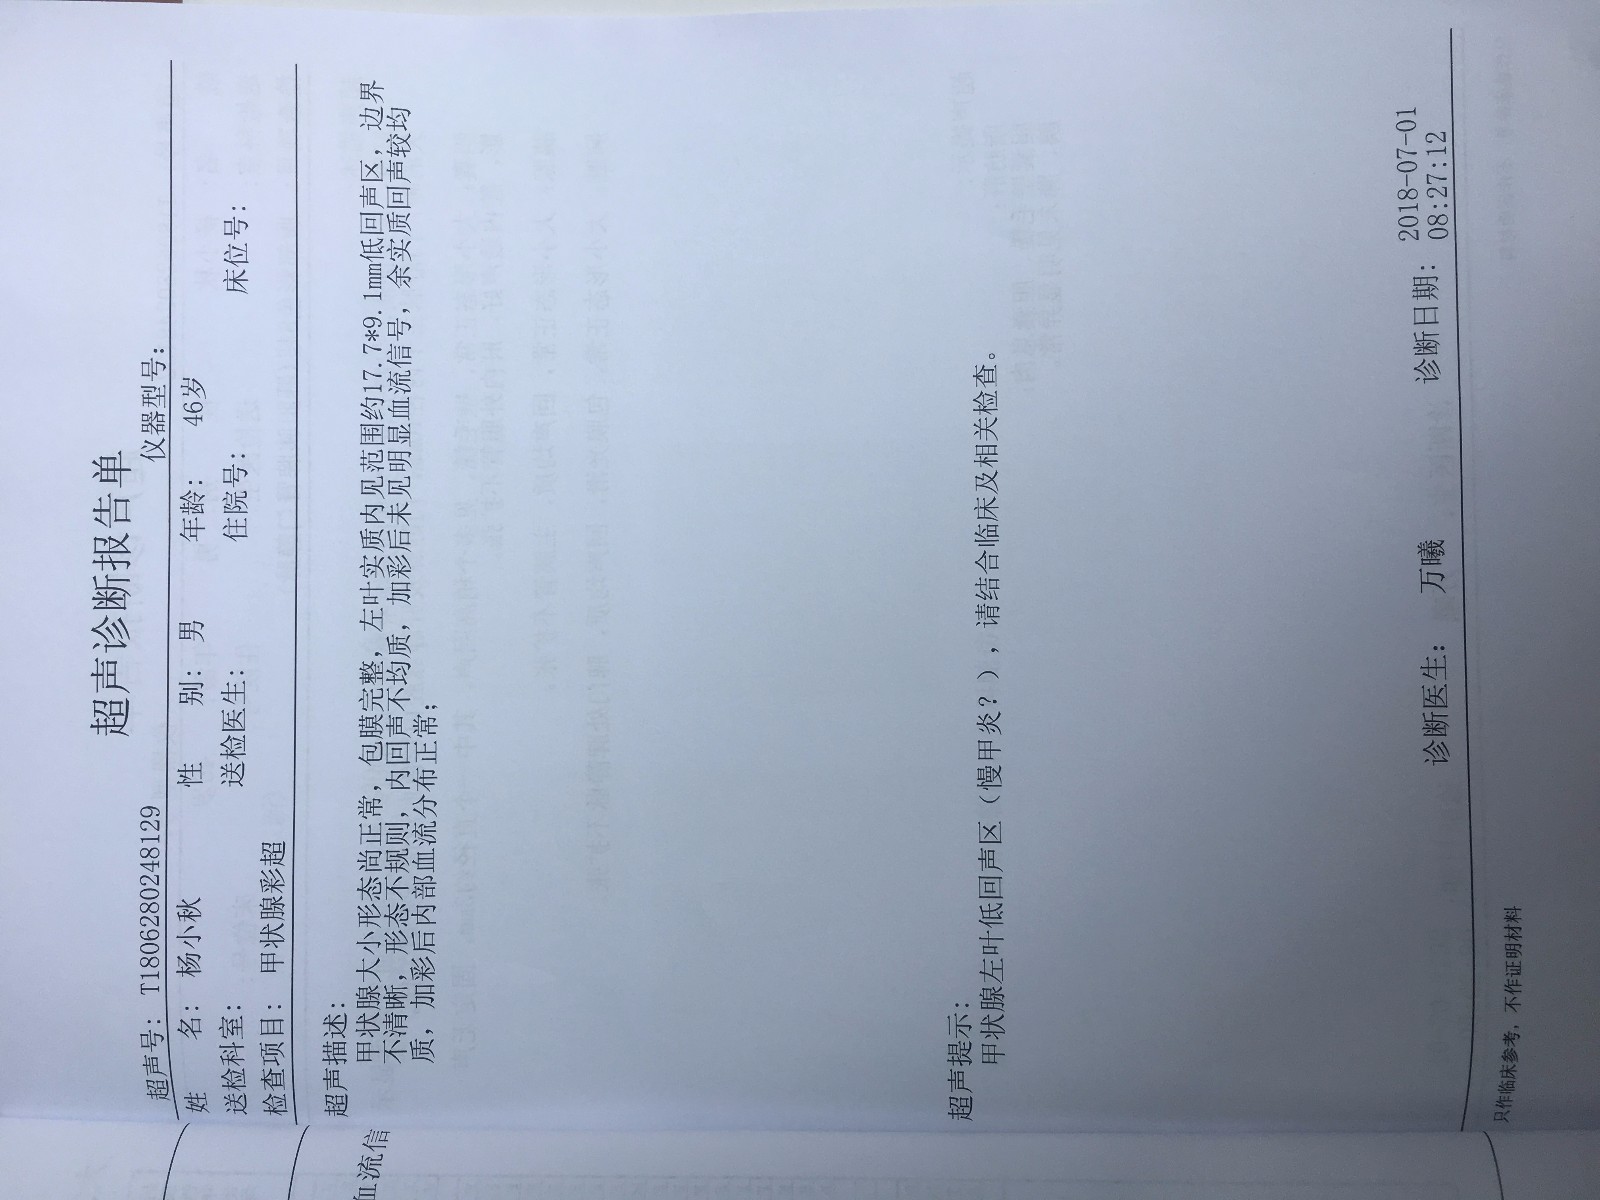 超声诊断报告单
超声号: T180628024​8129 仪器型号:
姓 名: 杨小秋 性 别: 男 年龄: 46岁
送检科室: 送检医生: 住院号: 床位号:
检查项目: 甲状腺彩超
超声描述:
甲状腺大小形态尚正常，包膜完整，左叶实质内见范围约17.7*9.1mm低回声区，边界
不清晰，形态不规则，内回声不均质，加彩后未见明显血流信号，余实质回声较均
质，加彩后内部血流分布正常；
超声提示:
甲状腺左叶低回声区（慢甲炎？），请结合临床及相关检查。
诊断医生: 万曦 诊断日期: 2018-07-01
08:27:12
只作临床参考，不作证明材料
血流信